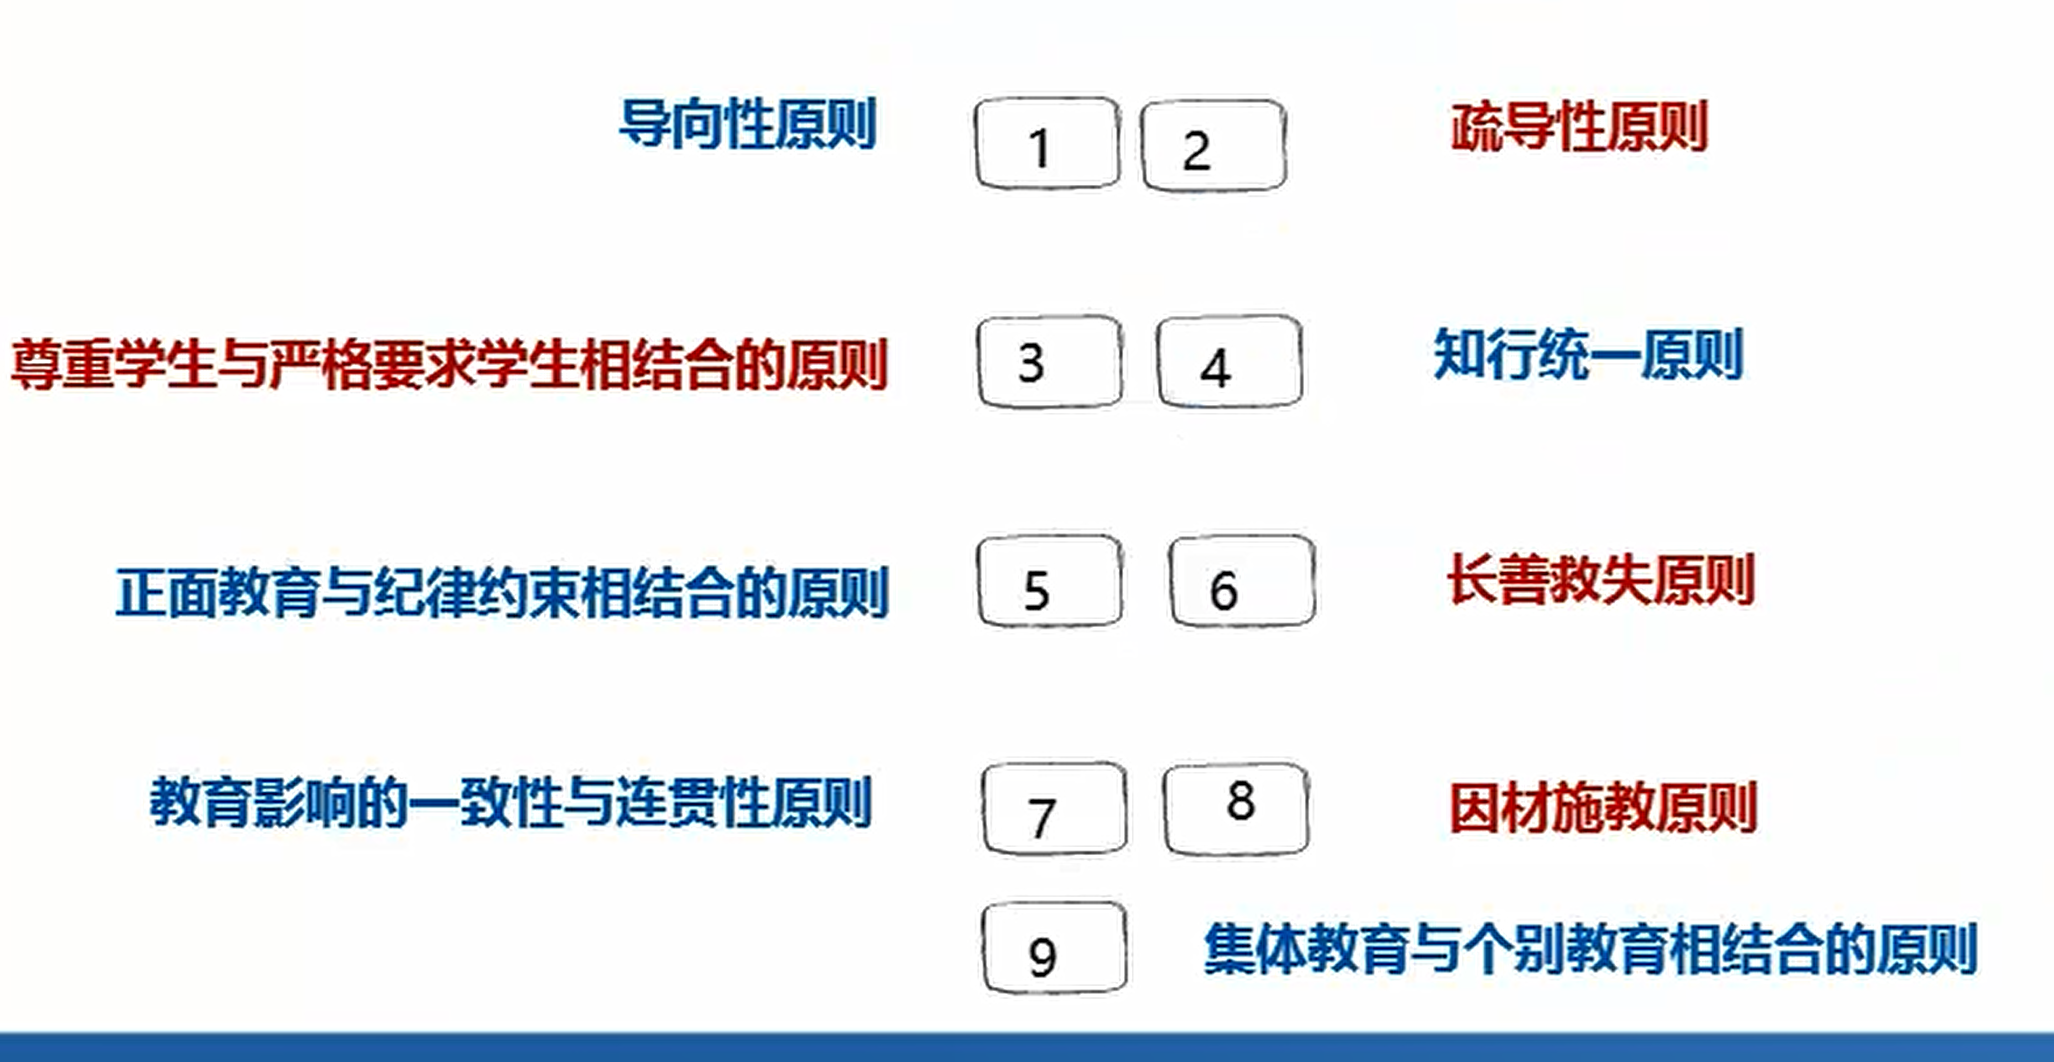 导向性原则 1 2 疏导性原则
尊重学生与严格要求学生相结合的原则 3 4 知行统一原则
正面教育与纪律约束相结合的原则 5 6 长善救失原则
教育影响的一致性与连贯性原则 7 8 因材施教原则
9 集体教育与个别教育相结合的原则